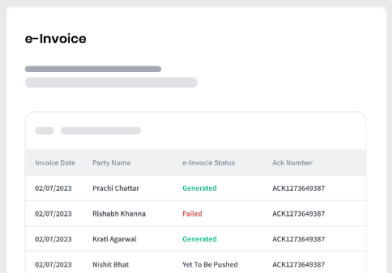 e-Invoice
Invoice Date Party Name e-Invocie Status Ack Number
02/07/2023 Prachi Chattar Generated ACK1273649387
02/07/2023 Rishabh Khanna Failed ACK1273649387
02/07/2023 Krati Agarwal Generated ACK1273649387
02/07/2023 Nishit Bhat Yet To Be Pushed ACK1273649387